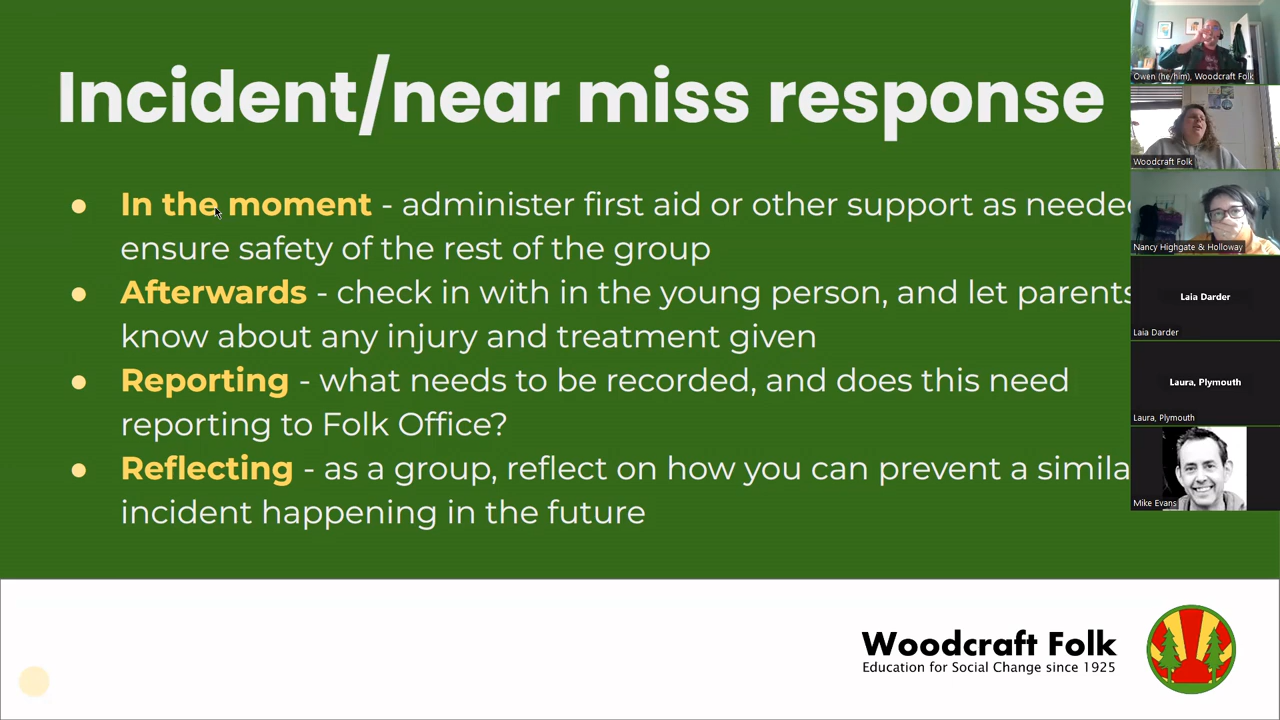 Incident/near miss response
● In the moment - administer first aid or other support as neede
ensure safety of the rest of the group
● Afterwards - check in with in the young person, and let parents
know about any injury and treatment given
● Reporting - what needs to be recorded, and does this need
reporting to Folk Office?
● Reflecting - as a group, reflect on how you can prevent a simila
incident happening in the future
Woodcraft Folk
Education for Social Change since 1925
Owen (he/him), Woodcraft Folk
Woodcraft Folk
Nancy Highgate & Holloway
Laia Darder
Laia Darder
Laura, Plymouth
Laura, Plymouth
Mike Evans